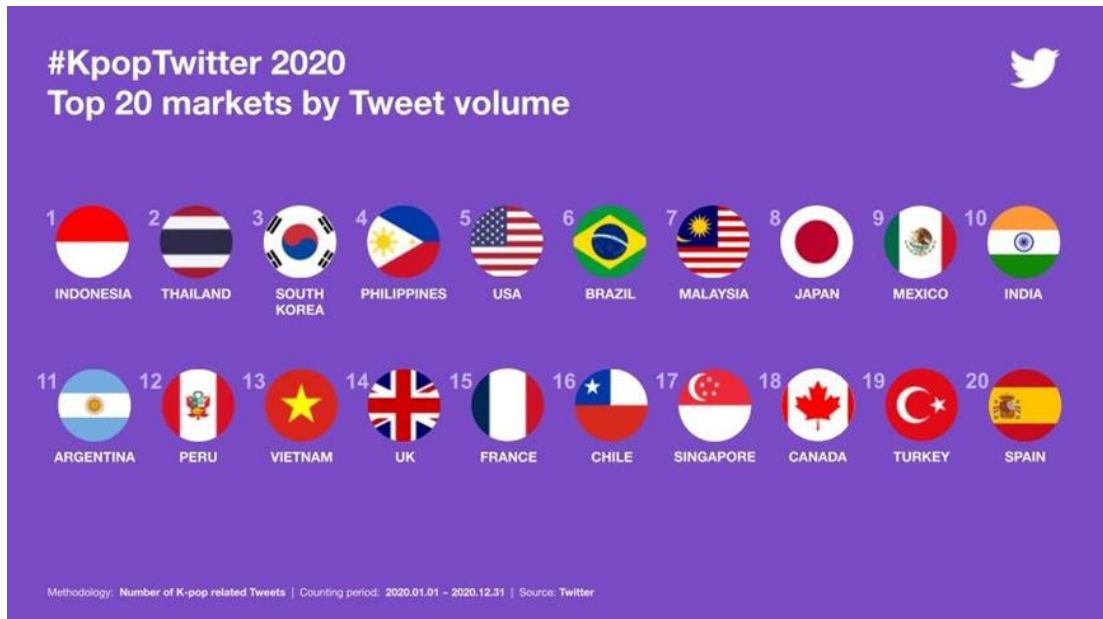 #KpopTwitter 2020
Top 20 markets by Tweet volume
1 2 3 4 5 6 7 8 9 10
INDONESIA THAILAND SOUTH KOREA PHILIPPINES USA BRAZIL MALAYSIA JAPAN MEXICO INDIA
11 12 13 14 15 16 17 18 19 20
ARGENTINA PERU VIETNAM UK FRANCE CHILE SINGAPORE CANADA TURKEY SPAIN
Methodology: Number of K-pop related Tweets | Counting period: 2020.01.01 ~ 2020.12.31 | Source: Twitter